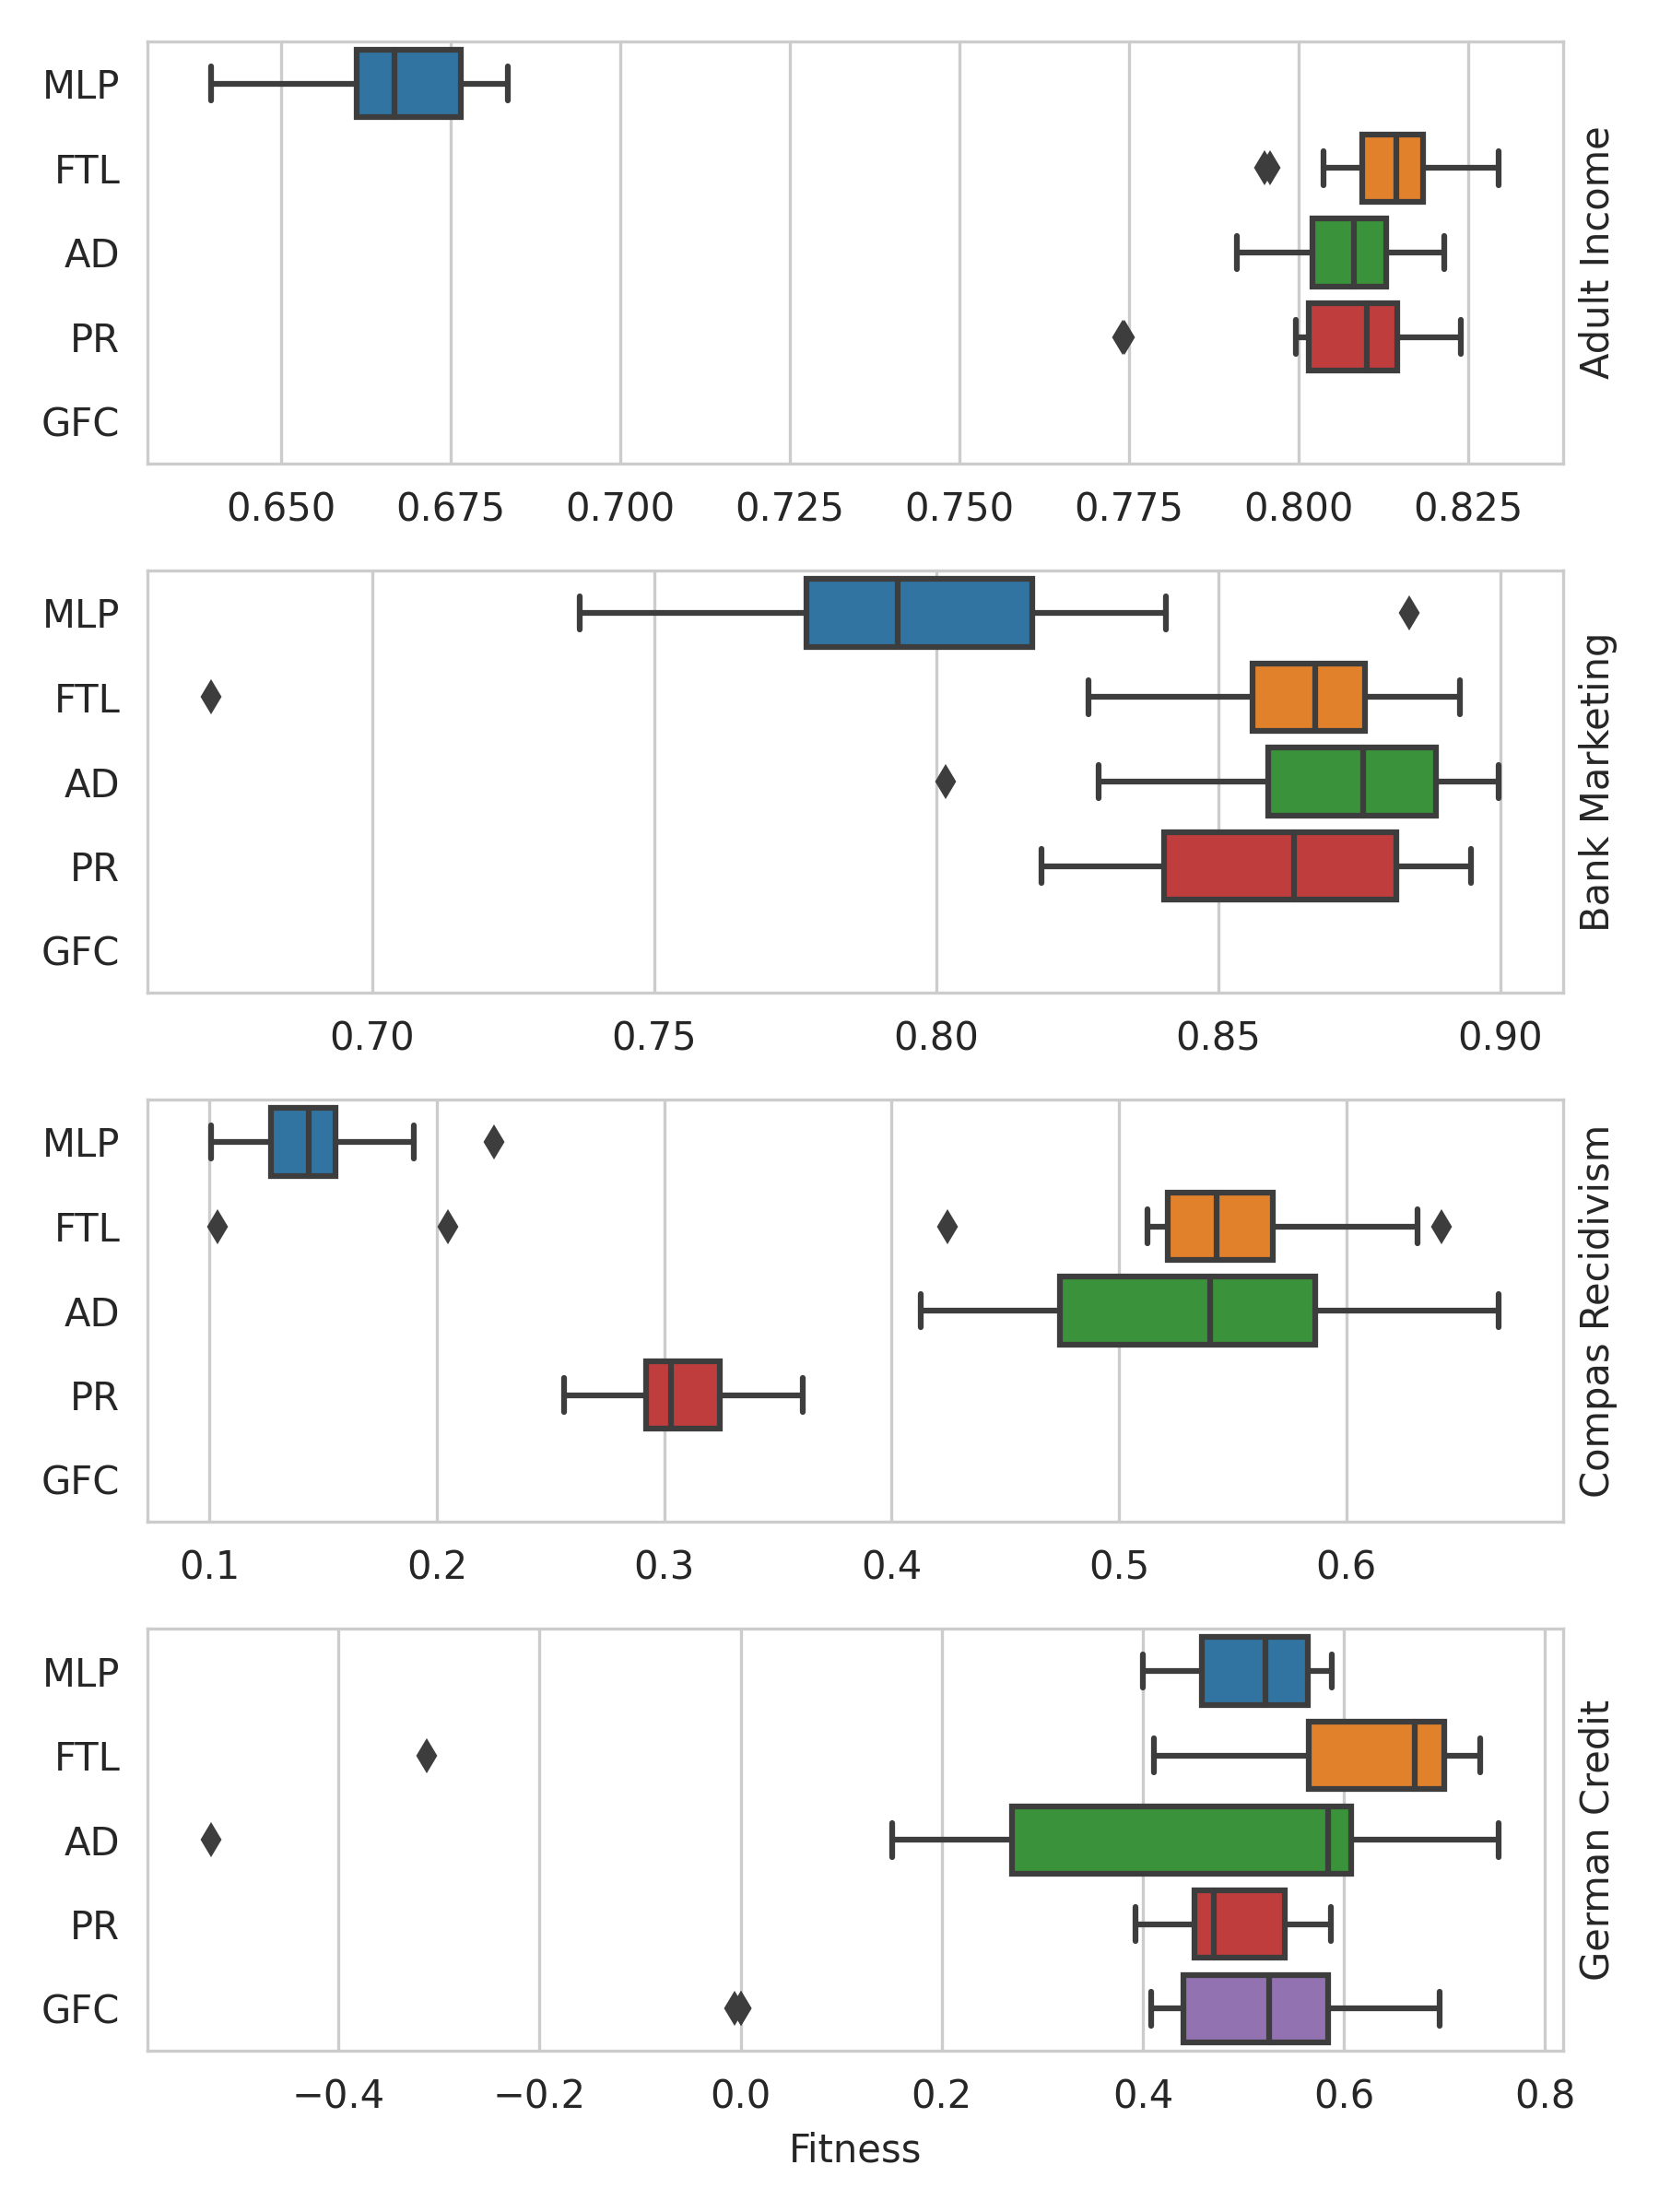 MLP
FTL
AD
PR
GFC
0.650 0.675 0.700 0.725 0.750 0.775 0.800 0.825
Adult Income
MLP
FTL
AD
PR
GFC
0.70 0.75 0.80 0.85 0.90
Bank Marketing
MLP
FTL
AD
PR
GFC
0.1 0.2 0.3 0.4 0.5 0.6
Compas Recidivism
MLP
FTL
AD
PR
GFC
−0.4 −0.2 0.0 0.2 0.4 0.6 0.8
German Credit
Fitness